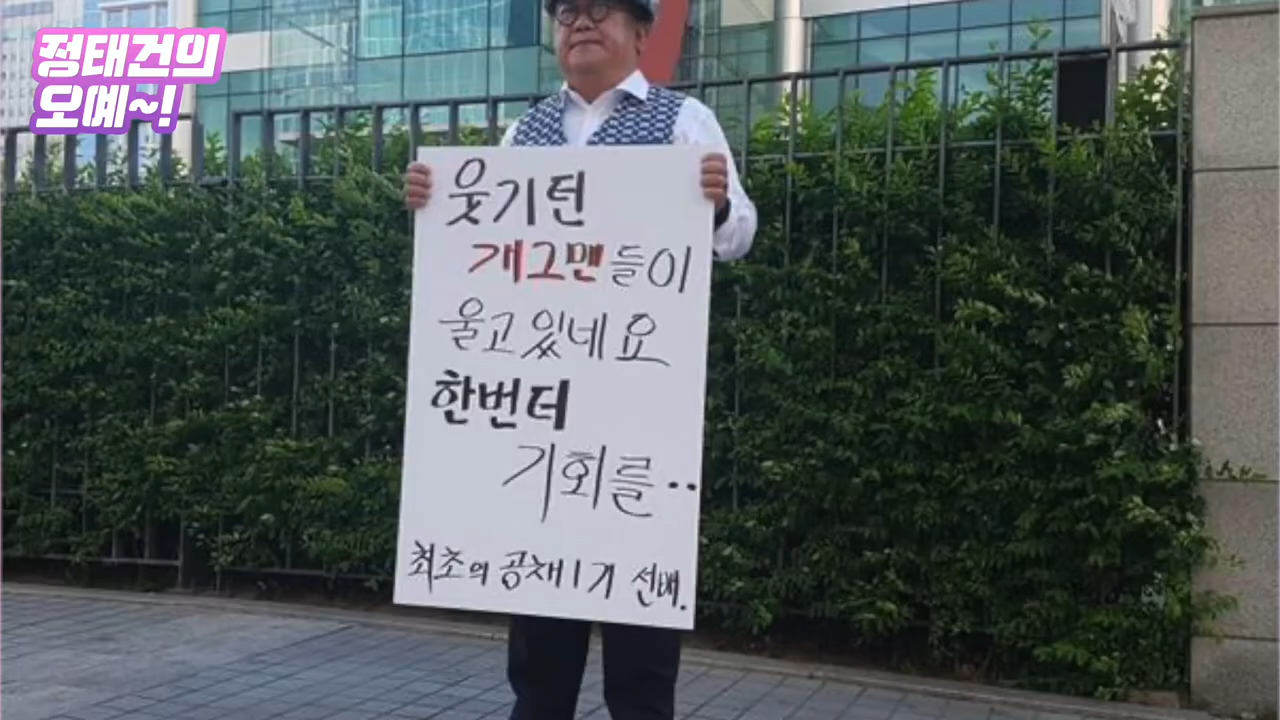 정태건의
오예~!
웃기턴
개그맨들이
울고있네요
한번더
기회를··
최초의 공채1기 선배.